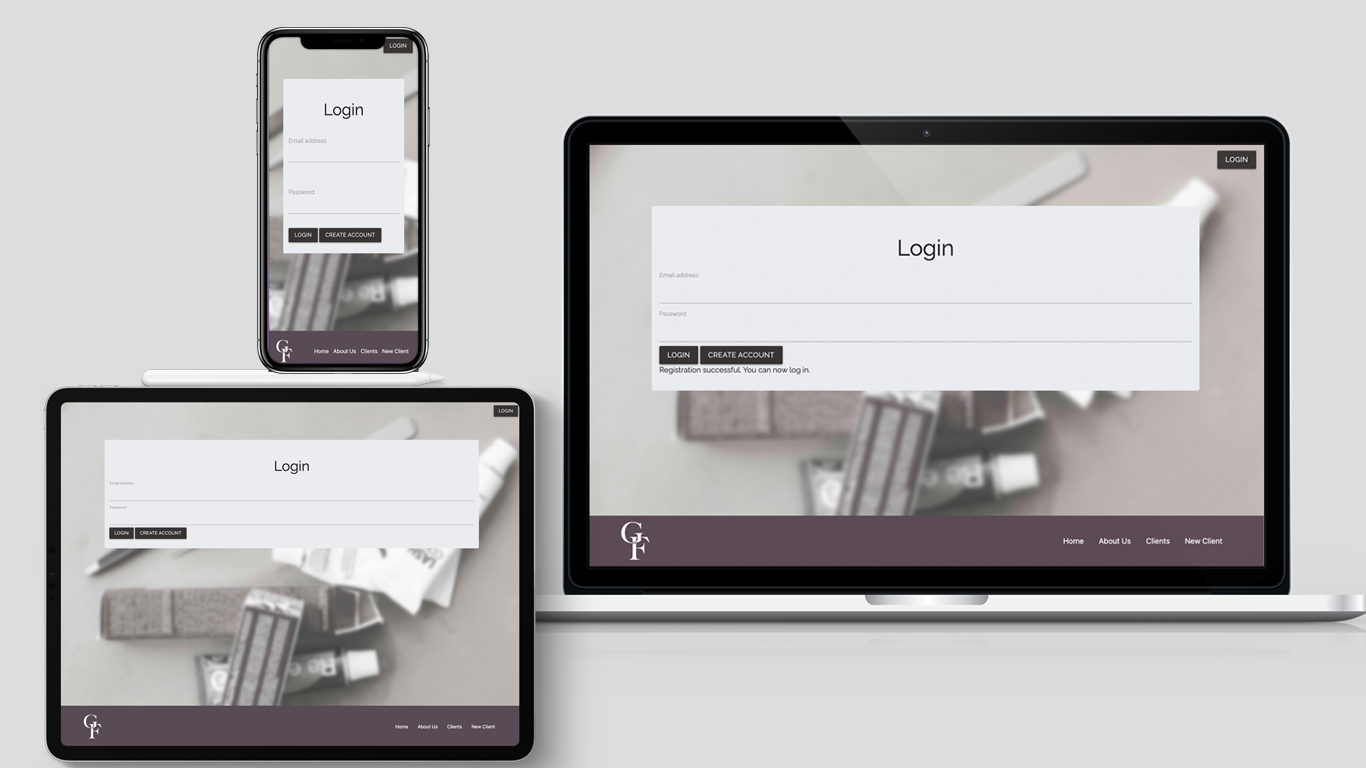 LOGIN
Login
Email address
Password
LOGIN CREATE ACCOUNT
GF Home About Us Clients New Client
LOGIN
Login
Email address
Password
LOGIN CREATE ACCOUNT
Registration successful. You can now log in.
GF Home About Us Clients New Client
LOGIN
Login
Email address
Password
LOGIN CREATE ACCOUNT
GF Home About Us Clients New Client